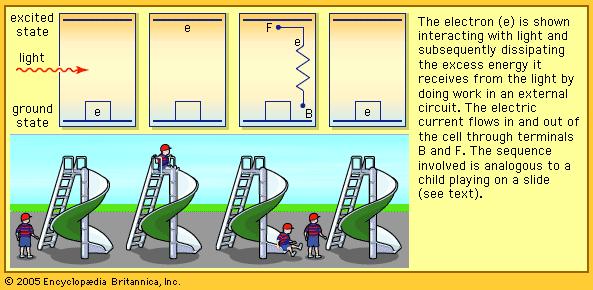 excited
state
light
ground
state
e
e
F
e
B
e
The electron (e) is shown
interacting with light and
subsequently dissipating
the excess energy it
receives from the light by
doing work in an external
circuit. The electric
current flows in and out of
the cell through terminals
B and F. The sequence
involved is analogous to a
child playing on a slide
(see text).
© 2005 Encyclopædia Britannica, Inc.